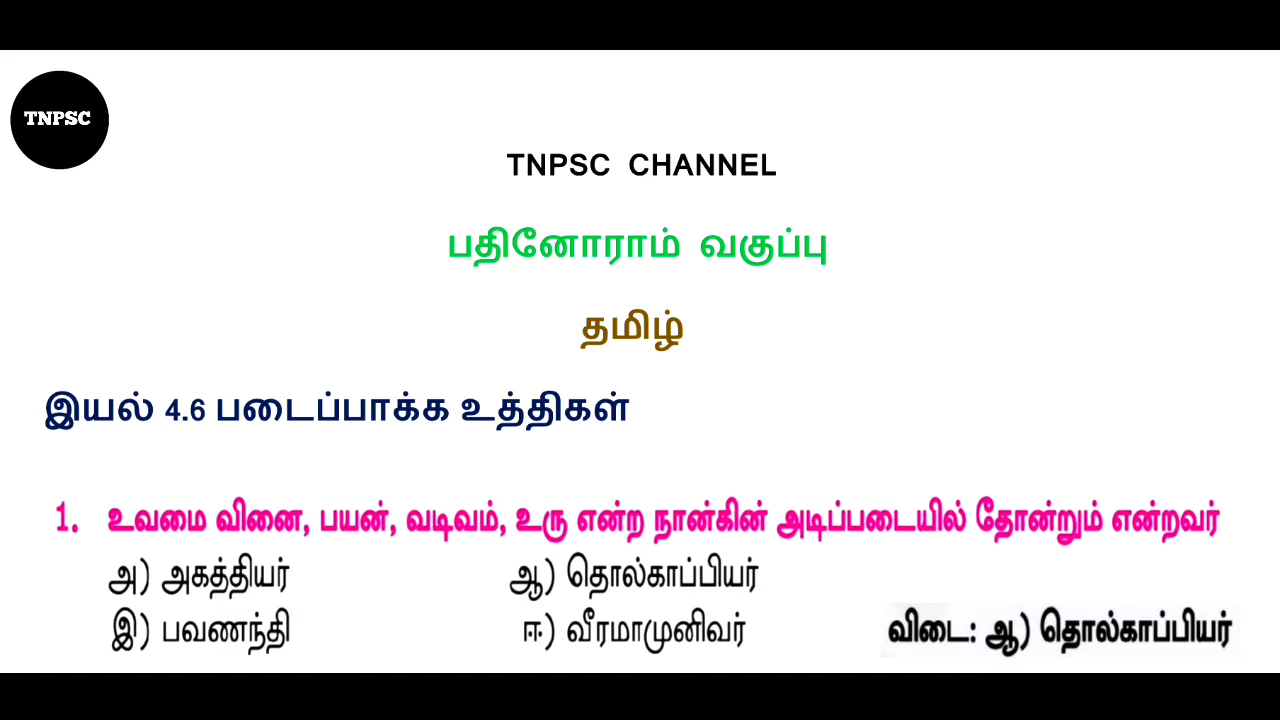 TNPSC
TNPSC CHANNEL
பதினோராம் வகுப்பு
தமிழ்
இயல் 4.6 படைப்பாக்க உத்திகள்
1. உவமை வினை, பயன், வடிவம், உரு என்ற நான்கின் அடிப்படையில் தோன்றும் என்றவர்
அ) அகத்தியர் ஆ) தொல்காப்பியர்
இ) பவணந்தி ஈ) வீரமாமுனிவர் விடை: ஆ) தொல்காப்பியர்